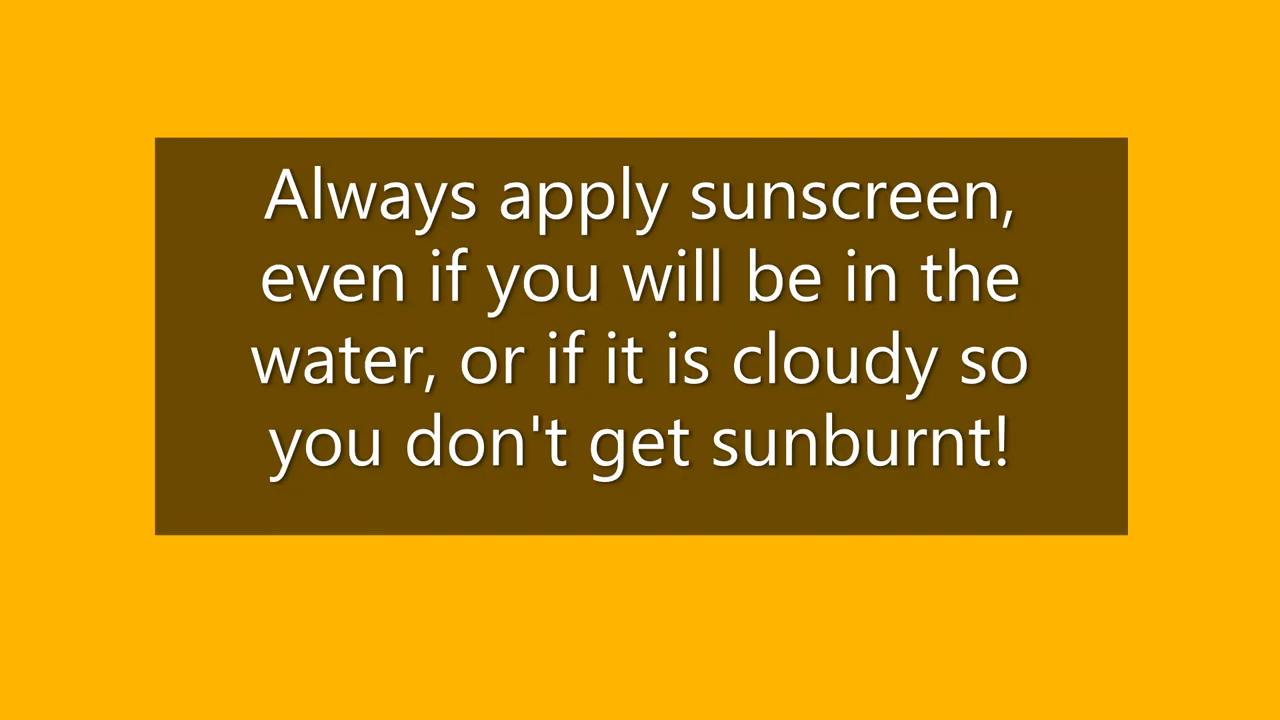 Always apply sunscreen,
even if you will be in the
water, or if it is cloudy so
you don't get sunburnt!